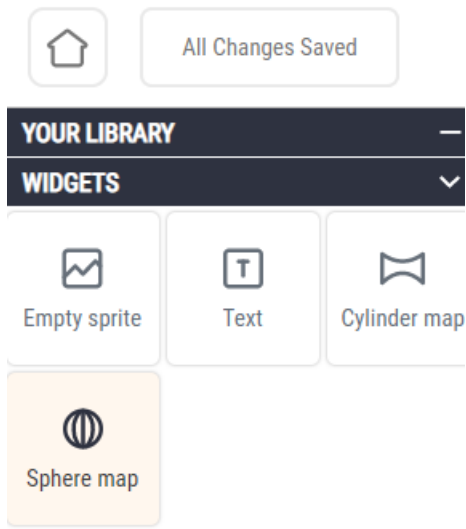 All Changes Saved
YOUR LIBRARY
WIDGETS
Empty sprite
Text
Cylinder map
Sphere map